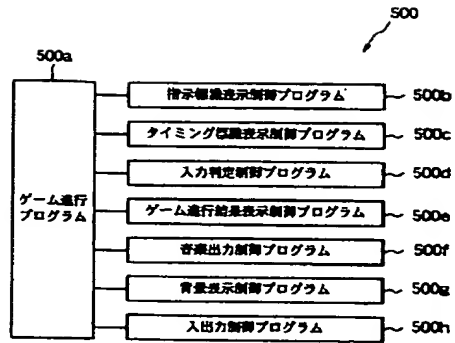 500
500a
ゲーム進行
プログラム
指示標識表示制御プログラム
500b
タイミング標識表示制御プログラム
500c
入力判定制御プログラム
500d
ゲーム進行結果表示制御プログラム
500e
音楽出力制御プログラム
500f
背景表示制御プログラム
500g
入出力制御プログラム
500h